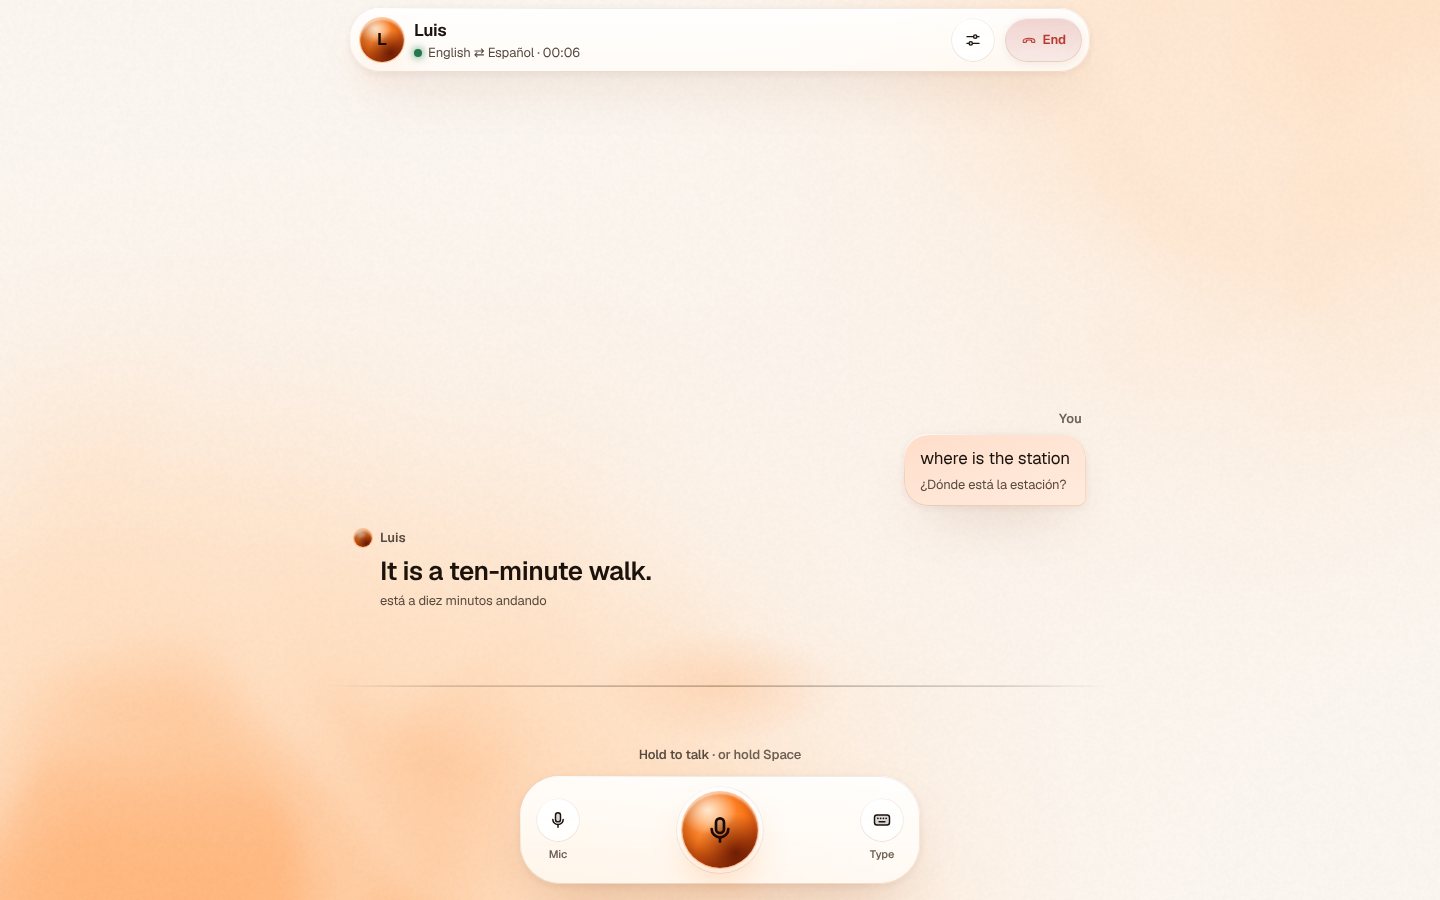 L
Luis
English ⇄ Español · 00:06
End
You
where is the station
¿Dónde está la estación?
Luis
It is a ten-minute walk.
está a diez minutos andando
Hold to talk · or hold Space
Mic
Type